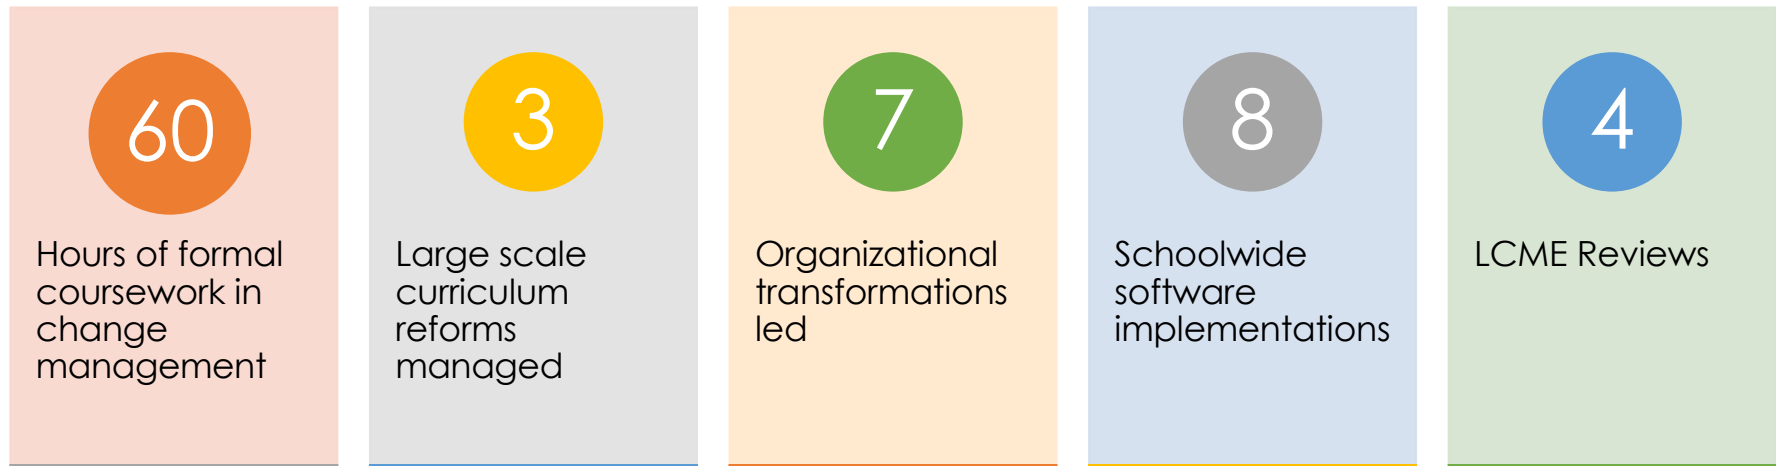 60
Hours of formal
coursework in
change
management
3
Large scale
curriculum
reforms
managed
7
Organizational
transformations
led
8
Schoolwide
software
implementations
4
LCME Reviews